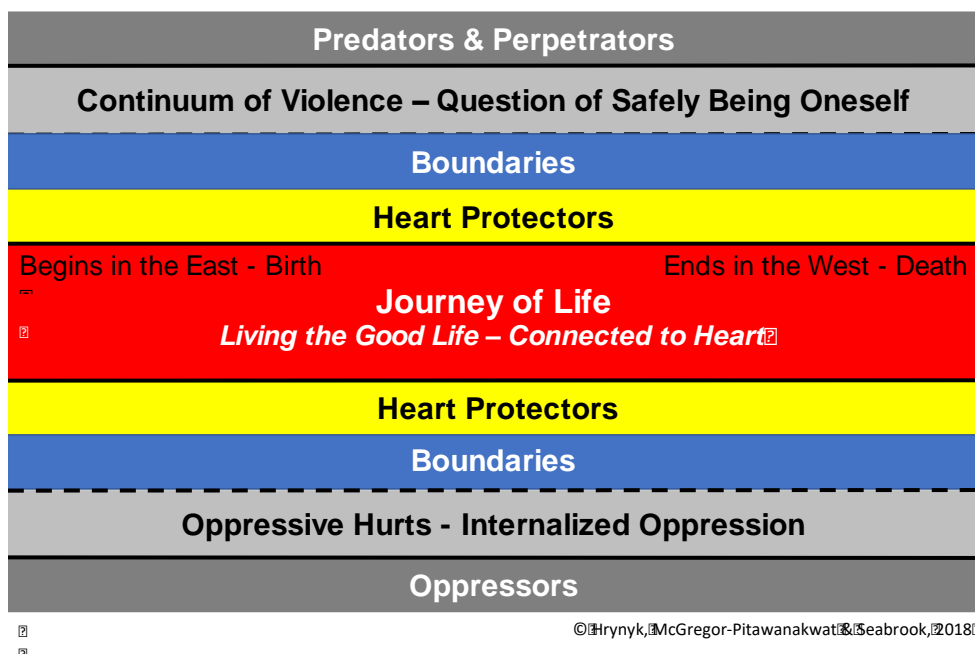 Predators & Perpetrators
Continuum of Violence – Question of Safely Being Oneself
Boundaries
Heart Protectors
Begins in the East - Birth Ends in the West - Death
Journey of Life
Living the Good Life – Connected to Heart
Heart Protectors
Boundaries
Oppressive Hurts - Internalized Oppression
Oppressors
© Hrynyk, McGregor-Pitawanakwat & Seabrook, 2018